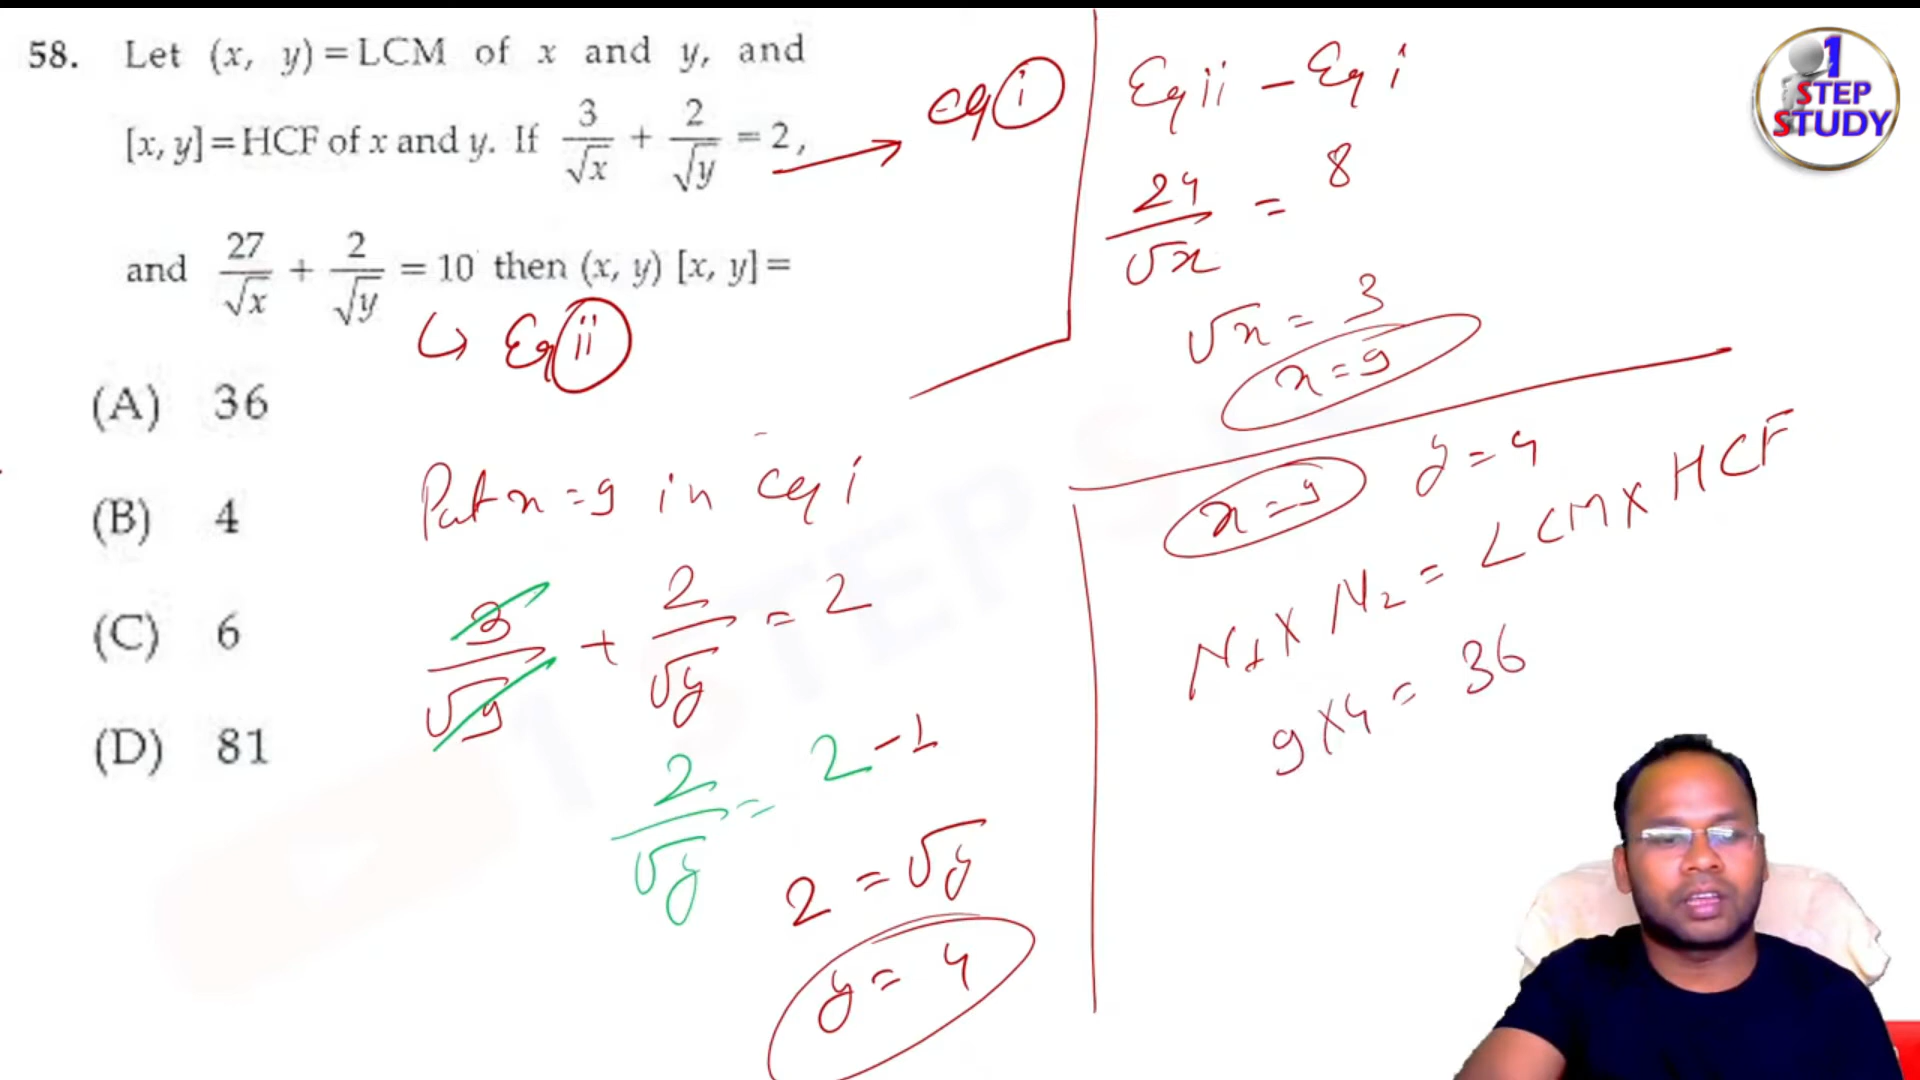 58. Let (x, y) = LCM of x and y, and
[x, y] = HCF of x and y. If 3/√x + 2/√y = 2,
and 27/√x + 2/√y = 10 then (x, y) [x, y] =
(A) 36
(B) 4
(C) 6
(D) 81
eq i
Eq ii
Put x = 9 in eq i
3/√9 + 2/√y = 2
2/√y = 2 - 1
2 = √y
y = 4
Eq ii - Eq i
24/√x = 8
√x = 3
x = 9
x = 9 y = 4
N1 X N2 = LCM X HCF
9 X 4 = 36
1
STEP
STUDY
1 STEP S